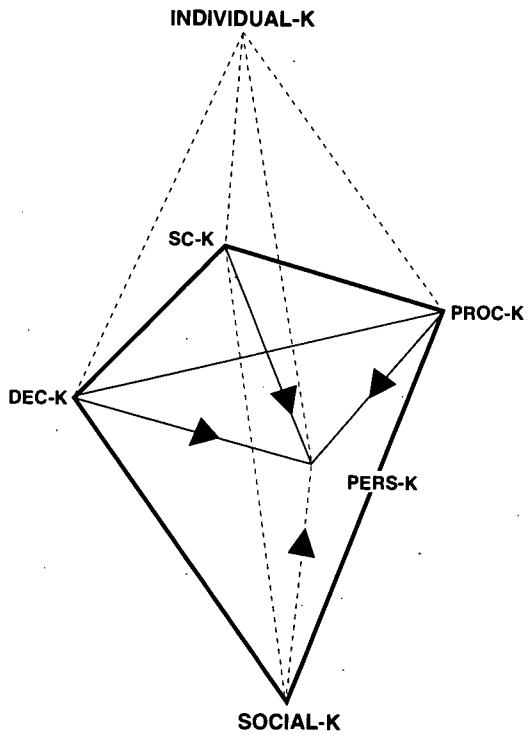 INDIVIDUAL-K
SC-K
PROC-K
DEC-K
PERS-K
SOCIAL-K